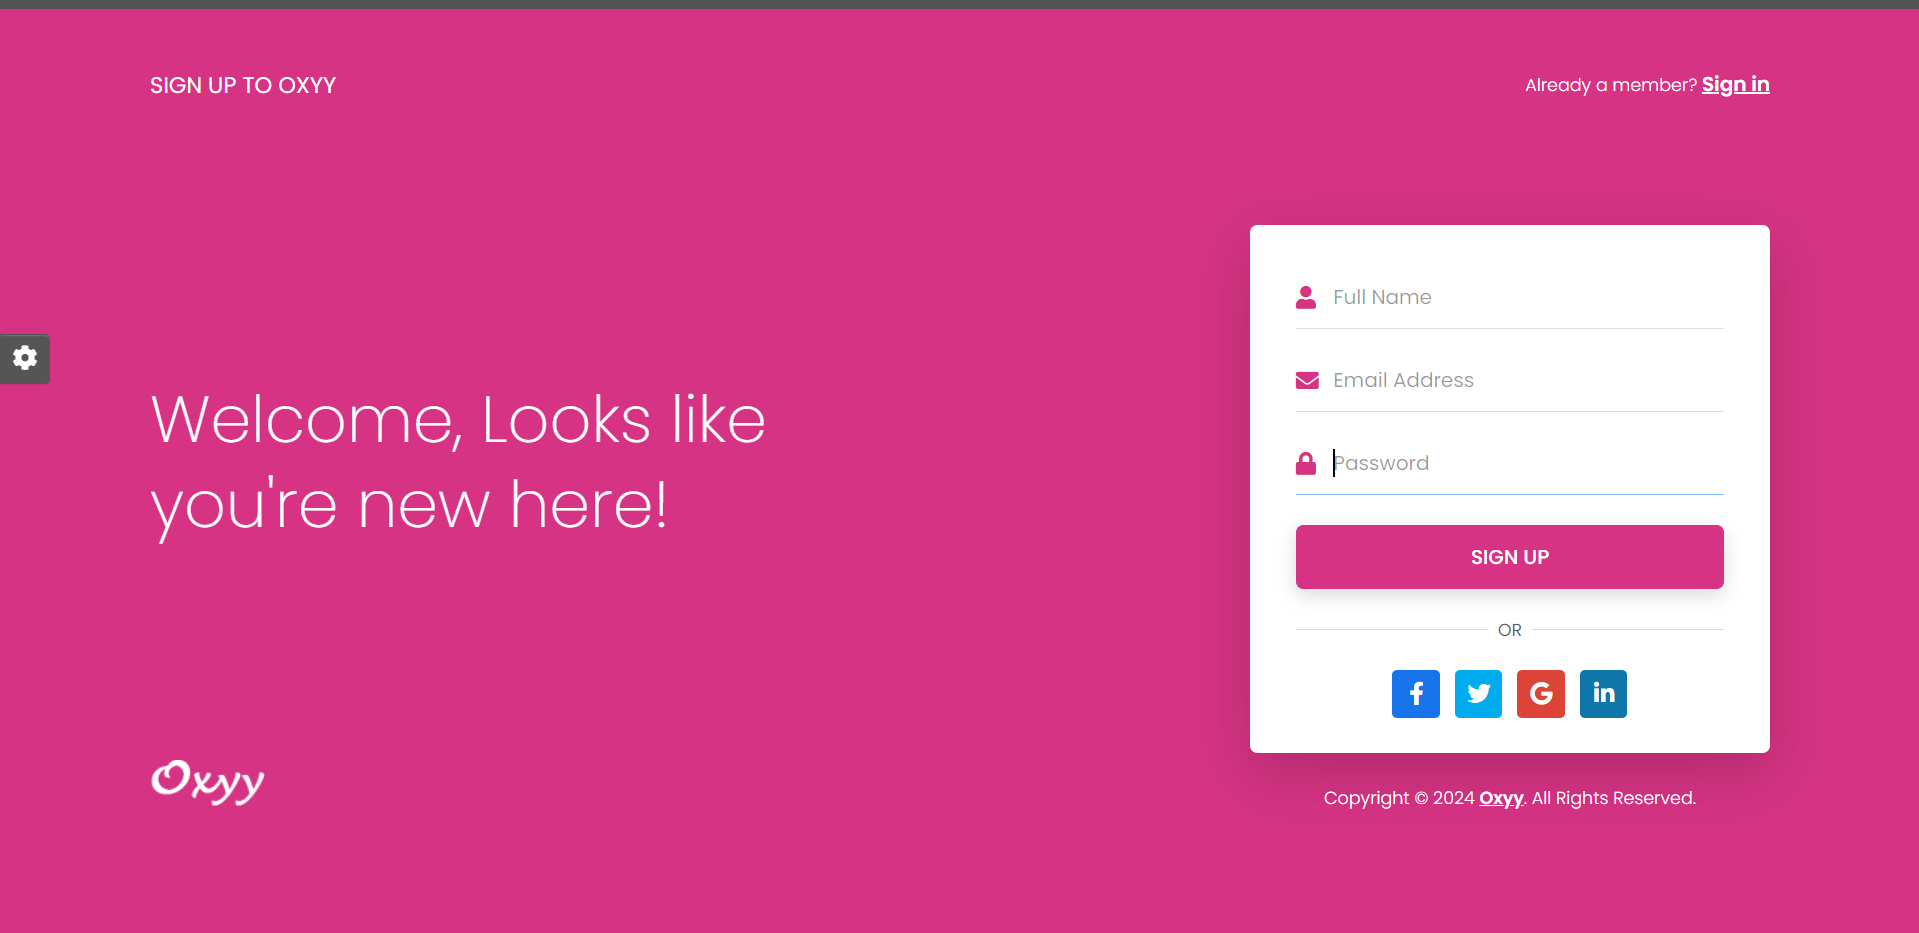 SIGN UP TO OXYY
Already a member? Sign in
Welcome, Looks like
you're new here!
Full Name
Email Address
Password
SIGN UP
OR
Oxyy
Copyright © 2024 Oxyy. All Rights Reserved.